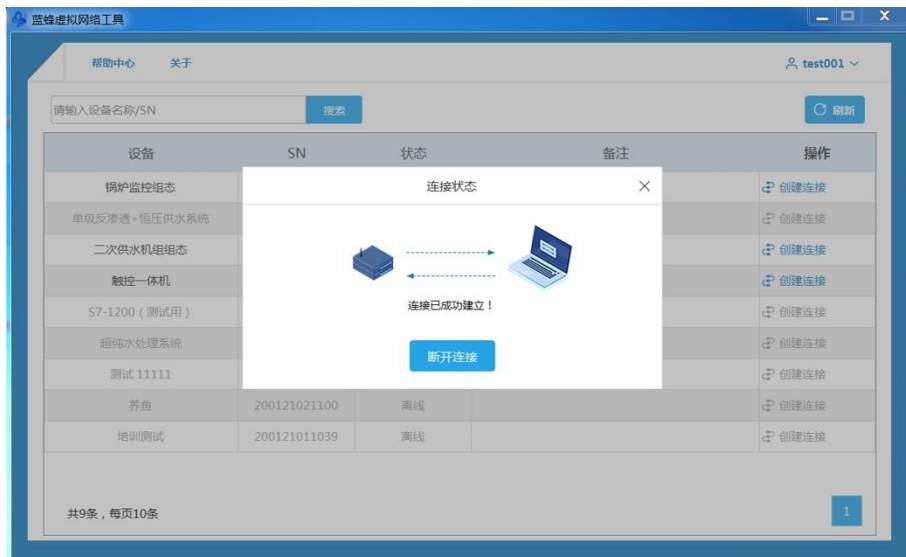 蓝蜂虚拟网络工具
帮助中心 关于 test001
请输入设备名称/SN 搜索 刷新
设备 SN 状态 备注 操作
连接状态
锅炉监控组态 创建连接
单级反渗透+恒压供水系统 创建连接
二次供水机组组态 创建连接
触控一体机 创建连接
连接已成功建立！
S7-1200（测试用） 创建连接
超纯水处理系统 创建连接
断开连接
测试 11111 创建连接
养鱼 200121021100 离线 创建连接
培训测试 200121011039 离线 创建连接
共9条，每页10条 1